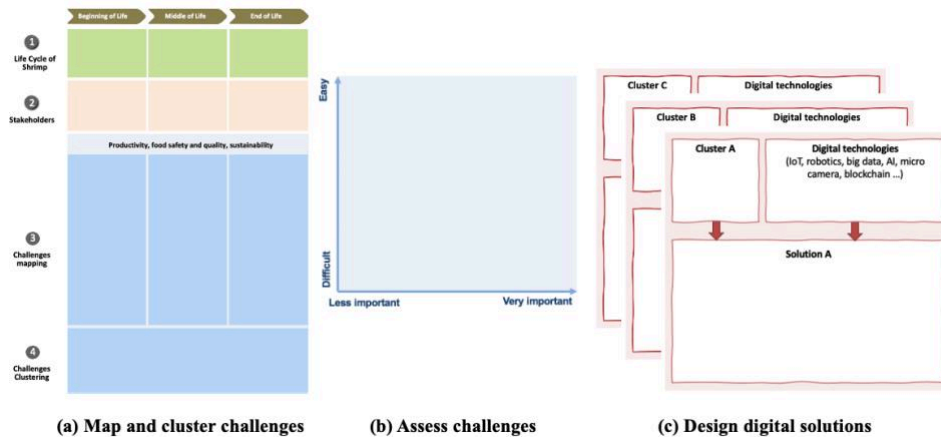 Beginning of Life
Middle of Life
End of Life
1
Life Cycle of
Shrimp
2
Stakeholders
Productivity, food safety and quality, sustainability
3
Challenges
mapping
4
Challenges
Clustering
(a) Map and cluster challenges
Easy
Difficult
Less important
Very important
(b) Assess challenges
Cluster C
Digital technologies
Cluster B
Digital technologies
Cluster A
Digital technologies
(IoT, robotics, big data, AI, micro
camera, blockchain ...)
Solution A
(c) Design digital solutions